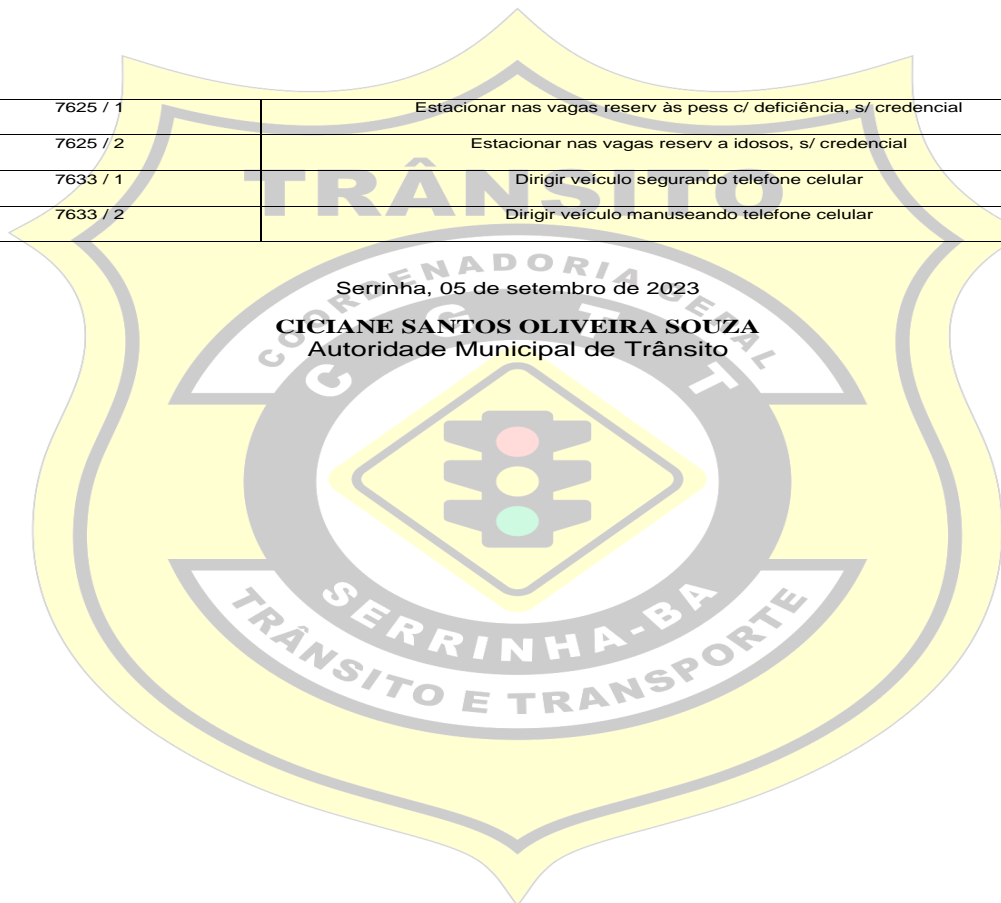 7625 / 1 Estacionar nas vagas reserv às pess c/ deficiência, s/ credencial
7625 / 2 Estacionar nas vagas reserv a idosos, s/ credencial
TRÂNSITO
7633 / 1 Dirigir veículo segurando telefone celular
7633 / 2 Dirigir veículo manuseando telefone celular
COORDENADORIA GERAL
Serrinha, 05 de setembro de 2023
C G T T
CICIANE SANTOS OLIVEIRA SOUZA
Autoridade Municipal de Trânsito
SERRINHA-BA
TRÂNSITO E TRANSPORTE